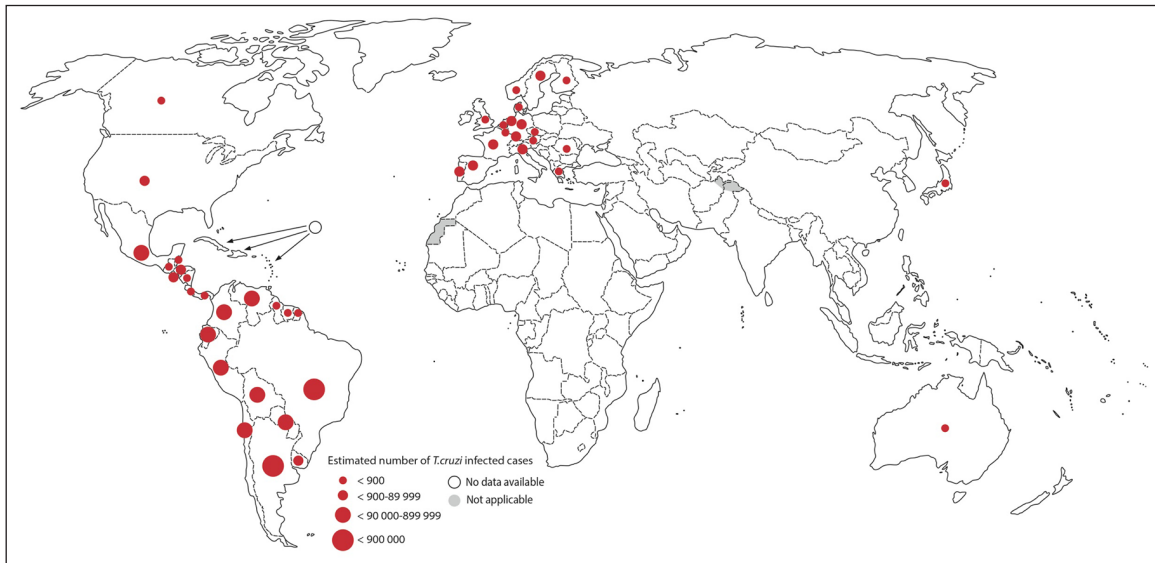 Estimated number of T.cruzi infected cases
< 900
< 900-89 999
< 90 000-899 999
< 900 000
No data available
Not applicable